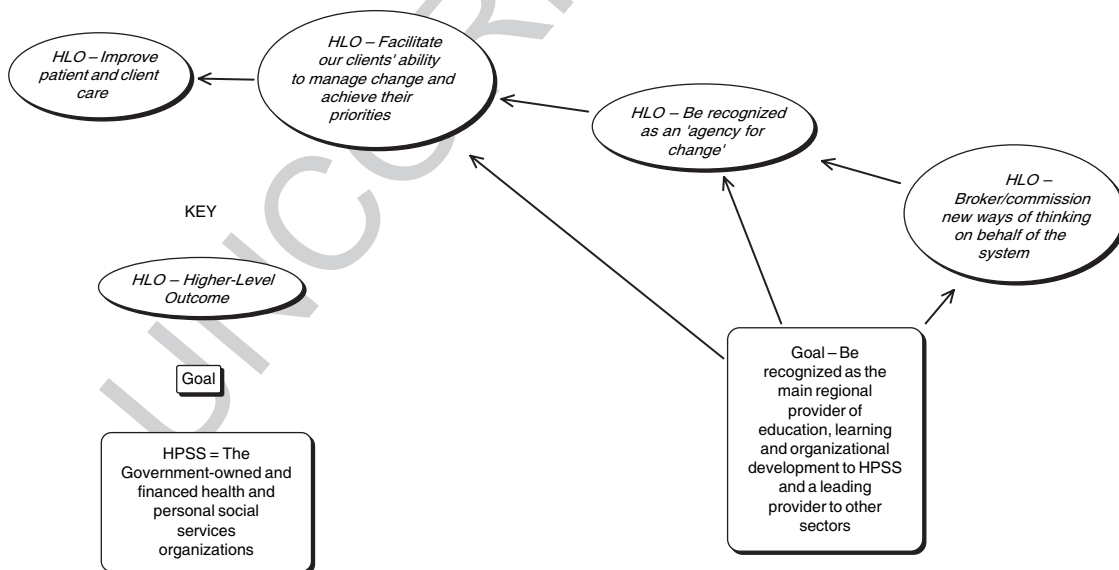 HLO – Improve
patient and client
care
HLO – Facilitate
our clients' ability
to manage change and
achieve their
priorities
HLO – Be recognized
as an 'agency for
change'
HLO –
Broker/commission
new ways of thinking
on behalf of the
system
KEY
HLO – Higher-Level
Outcome
Goal
HPSS = The
Government-owned and
financed health and
personal social
services
organizations
Goal – Be
recognized as the
main regional
provider of
education, learning
and organizational
development to HPSS
and a leading
provider to other
sectors